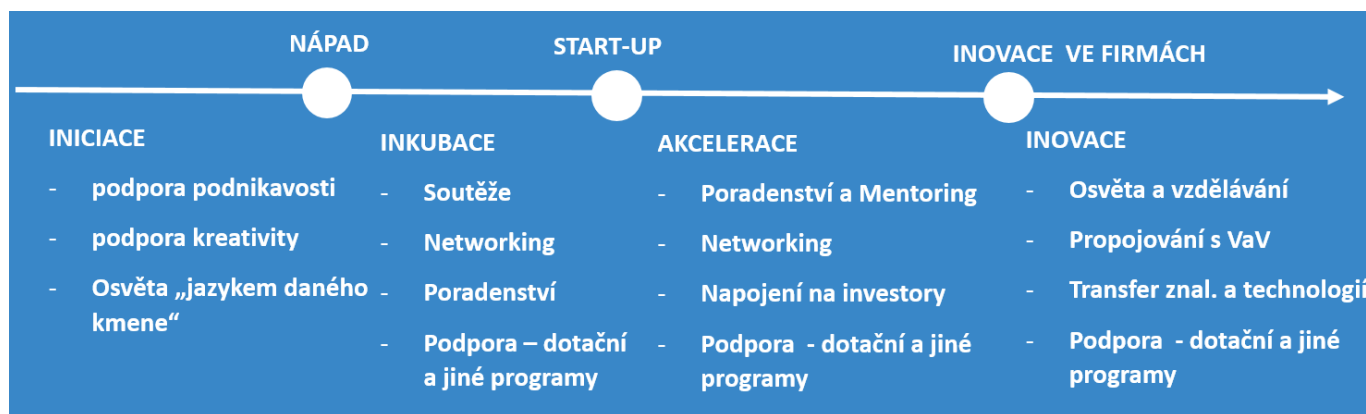 NÁPAD
START-UP
INOVACE VE FIRMÁCH
INICIACE
- podpora podnikavosti
- podpora kreativity
- Osvěta „jazykem daného
kmene“
INKUBACE
- Soutěže
- Networking
- Poradenství
- Podpora – dotační
a jiné programy
AKCELERACE
- Poradenství a Mentoring
- Networking
- Napojení na investory
- Podpora - dotační a jiné
programy
INOVACE
- Osvěta a vzdělávání
- Propojování s VaV
- Transfer znal. a technologií
- Podpora - dotační a jiné
programy